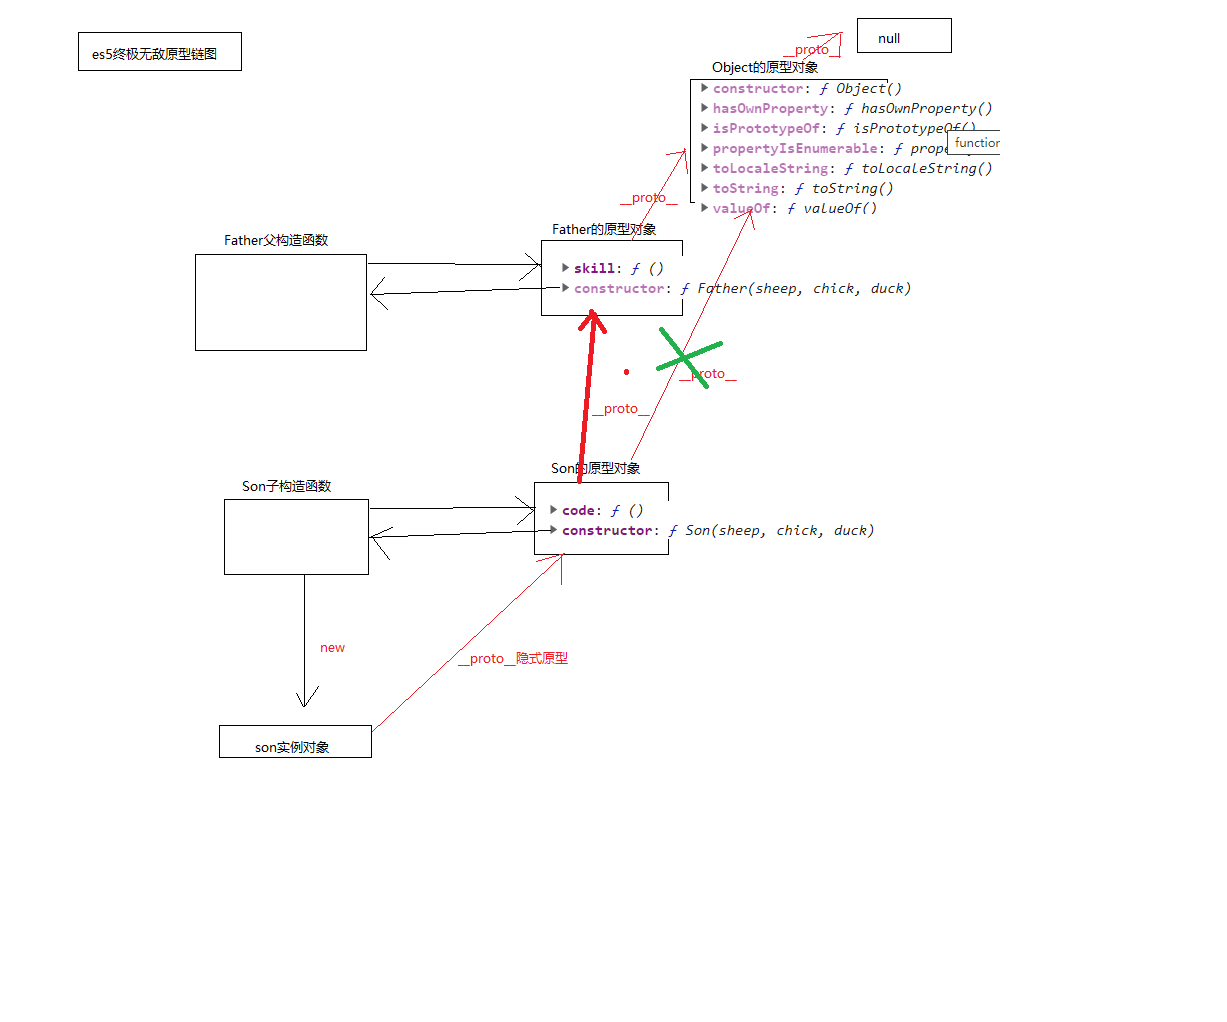 es5终极无敌原型链图
null
__proto__
Object的原型对象
constructor: ƒ Object()
hasOwnProperty: ƒ hasOwnProperty()
isPrototypeOf: ƒ isPrototypeOf()
propertyIsEnumerable: ƒ prope
function
toLocaleString: ƒ toLocaleString()
toString: ƒ toString()
valueOf: ƒ valueOf()
__proto__
Father父构造函数
Father的原型对象
skill: ƒ ()
constructor: ƒ Father(sheep, chick, duck)
__proto__
__proto__
Son子构造函数
Son的原型对象
code: ƒ ()
constructor: ƒ Son(sheep, chick, duck)
new
__proto__隐式原型
son实例对象